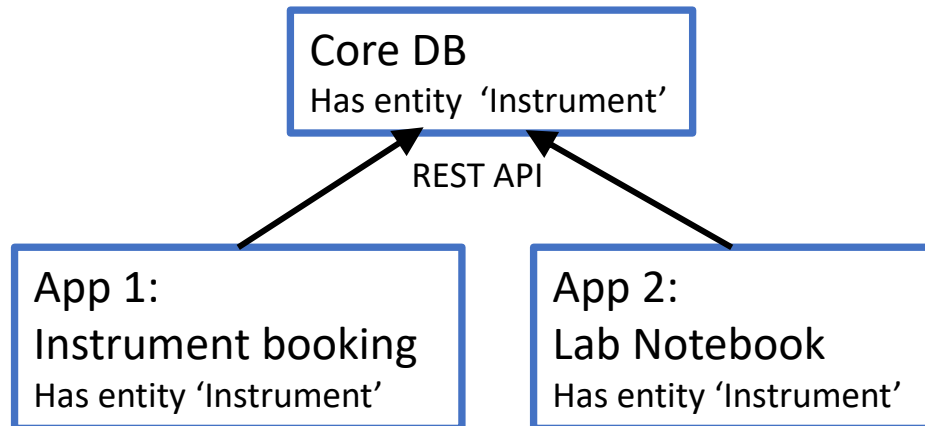 Core DB
Has entity ‘Instrument’
REST API
App 1:
Instrument booking
Has entity ‘Instrument’
App 2:
Lab Notebook
Has entity ‘Instrument’